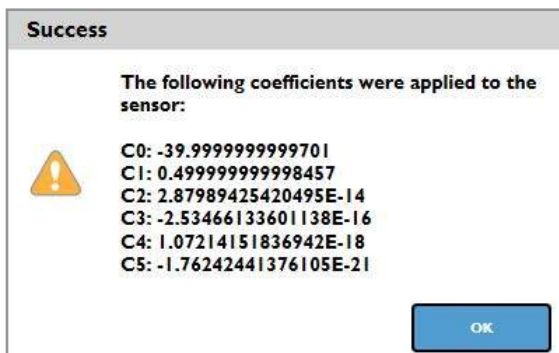 Success
The following coefficients were applied to the
sensor:
C0: -39.9999999999701
C1: 0.499999999998457
C2: 2.87989425420495E-14
C3: -2.53466133601138E-16
C4: 1.07214151836942E-18
C5: -1.76242441376105E-21
OK